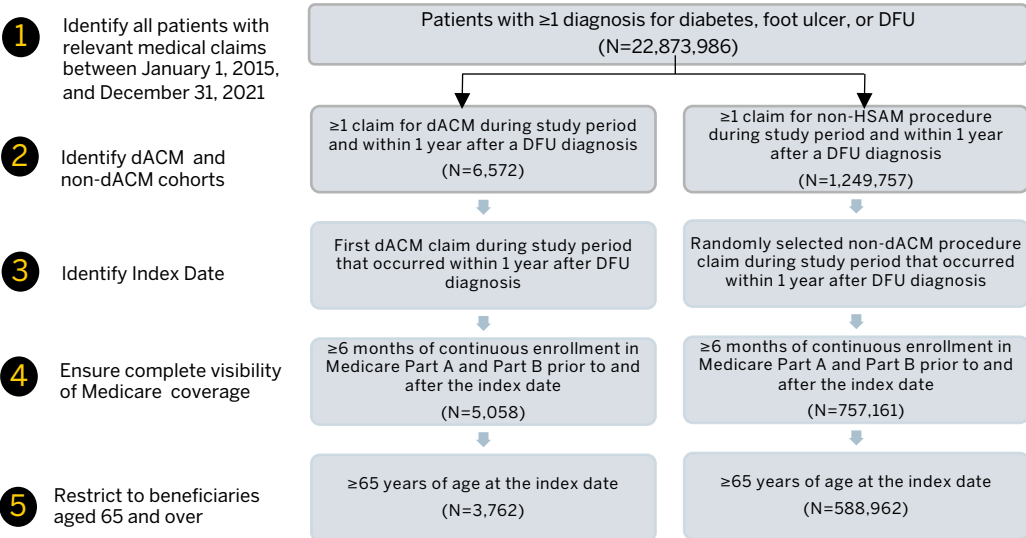 1
Identify all patients with
relevant medical claims
between January 1, 2015,
and December 31, 2021
Patients with ≥1 diagnosis for diabetes, foot ulcer, or DFU
(N=22,873,986)
2
Identify dACM and
non-dACM cohorts
≥1 claim for dACM during study period
and within 1 year after a DFU diagnosis
(N=6,572)
≥1 claim for non-HSAM procedure
during study period and within 1 year
after a DFU diagnosis
(N=1,249,757)
3
Identify Index Date
First dACM claim during study period
that occurred within 1 year after DFU
diagnosis
Randomly selected non-dACM procedure
claim during study period that occurred
within 1 year after DFU diagnosis
4
Ensure complete visibility
of Medicare coverage
≥6 months of continuous enrollment in
Medicare Part A and Part B prior to and
after the index date
(N=5,058)
≥6 months of continuous enrollment in
Medicare Part A and Part B prior to and
after the index date
(N=757,161)
5
Restrict to beneficiaries
aged 65 and over
≥65 years of age at the index date
(N=3,762)
≥65 years of age at the index date
(N=588,962)